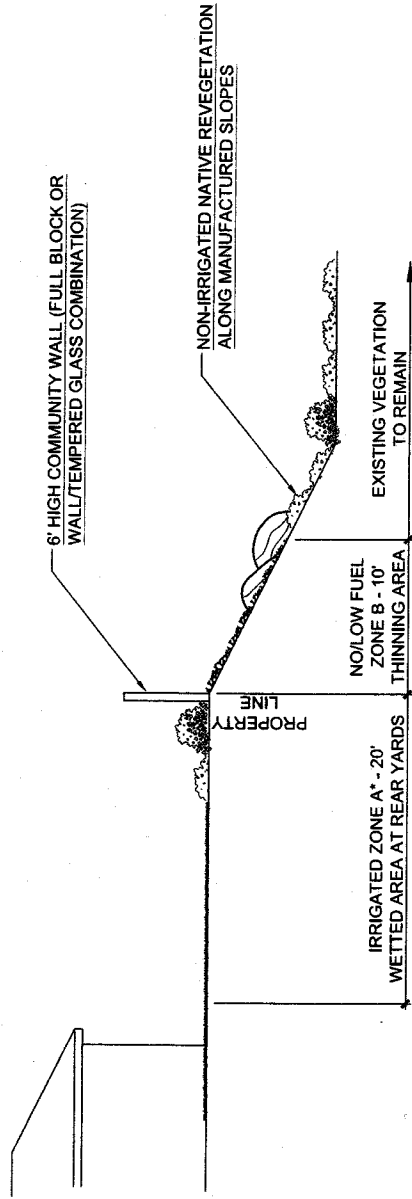 6' HIGH COMMUNITY WALL (FULL BLOCK OR
WALL/TEMPERED GLASS COMBINATION)
NON-IRRIGATED NATIVE REVEGETATION
ALONG MANUFACTURED SLOPES
PROPERTY
LINE
IRRIGATED ZONE A* - 20'
WETTED AREA AT REAR YARDS
NO/LOW FUEL
ZONE B - 10'
THINNING AREA
EXISTING VEGETATION
TO REMAIN